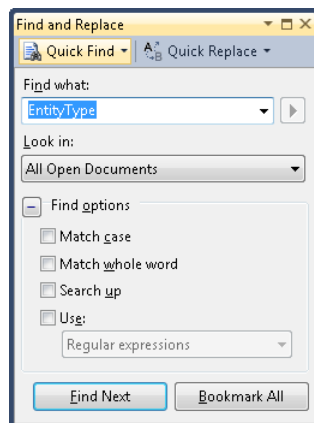 Find and Replace
Quick Find Quick Replace
Find what:
EntityType
Look in:
All Open Documents
Find options
Match case
Match whole word
Search up
Use:
Regular expressions
Find Next Bookmark All